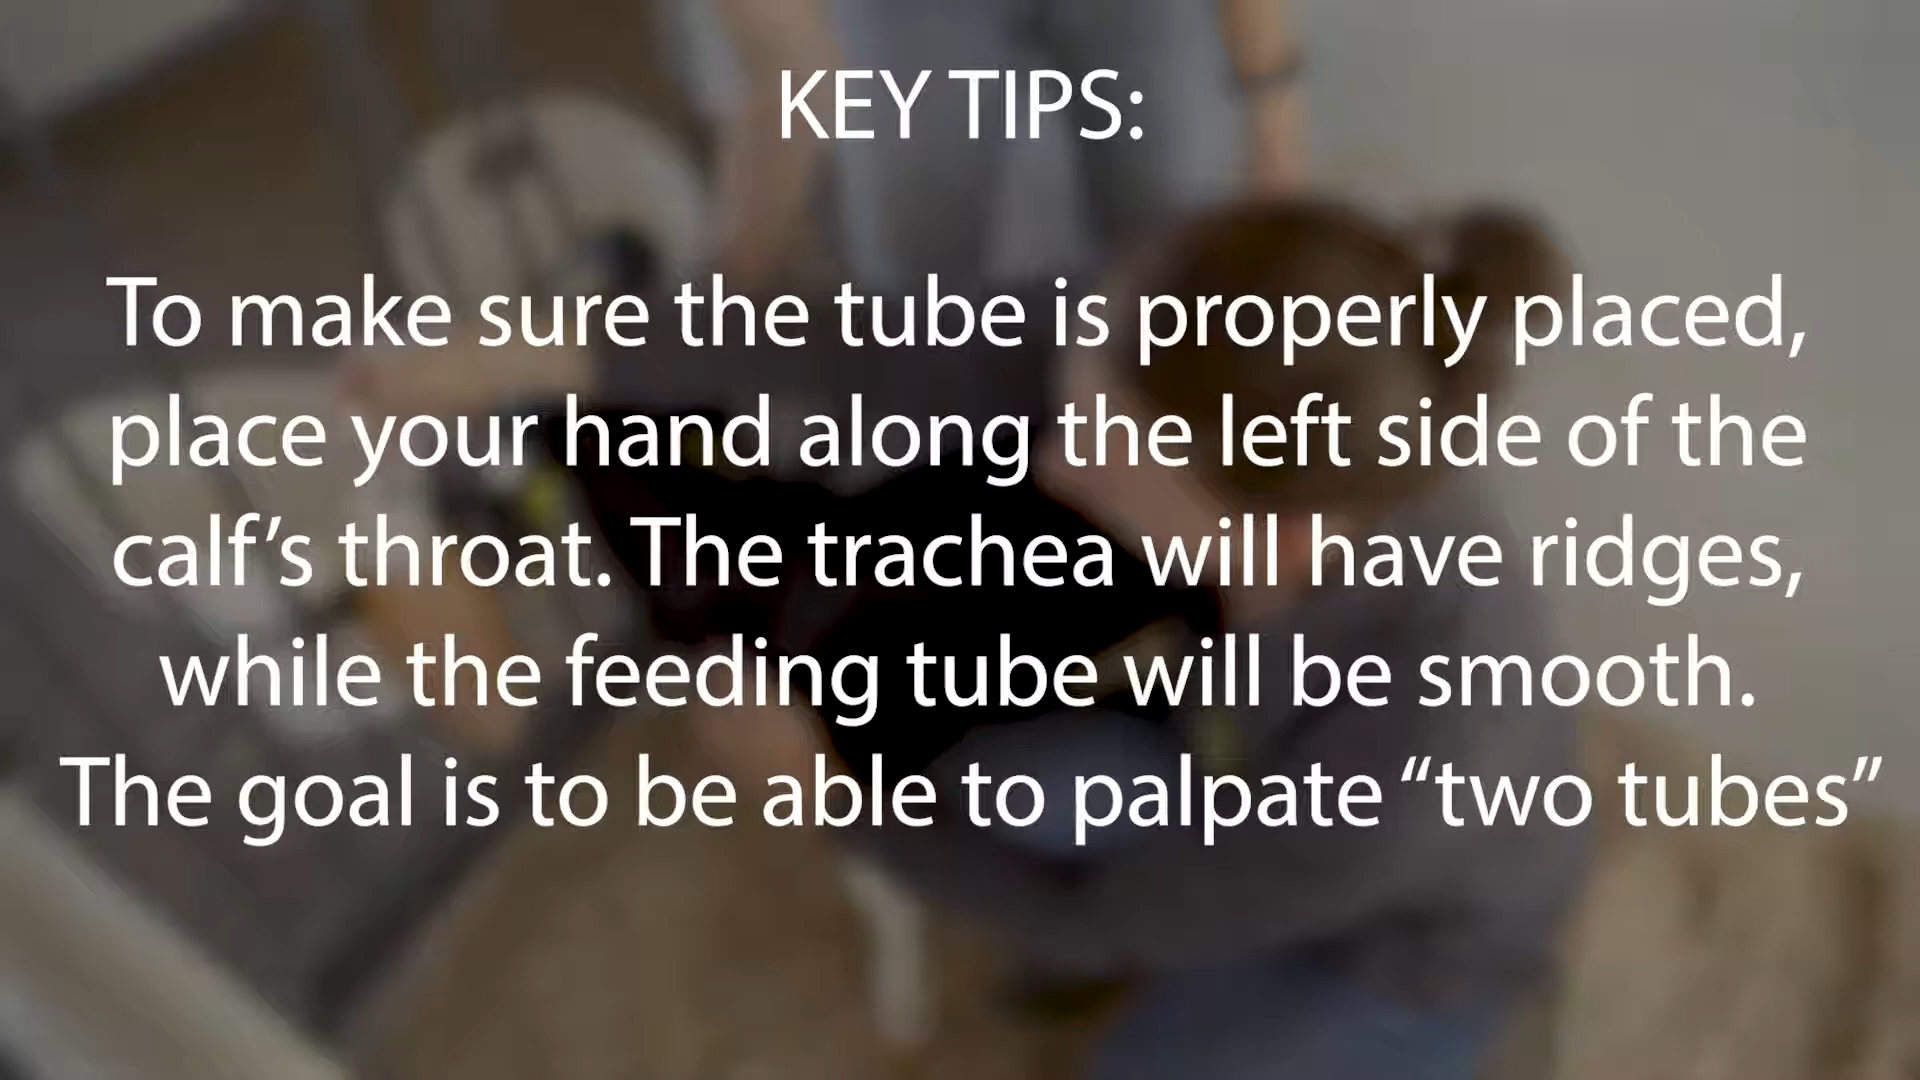 KEY TIPS:
To make sure the tube is properly placed,
place your hand along the left side of the
calf’s throat. The trachea will have ridges,
while the feeding tube will be smooth.
The goal is to be able to palpate “two tubes”